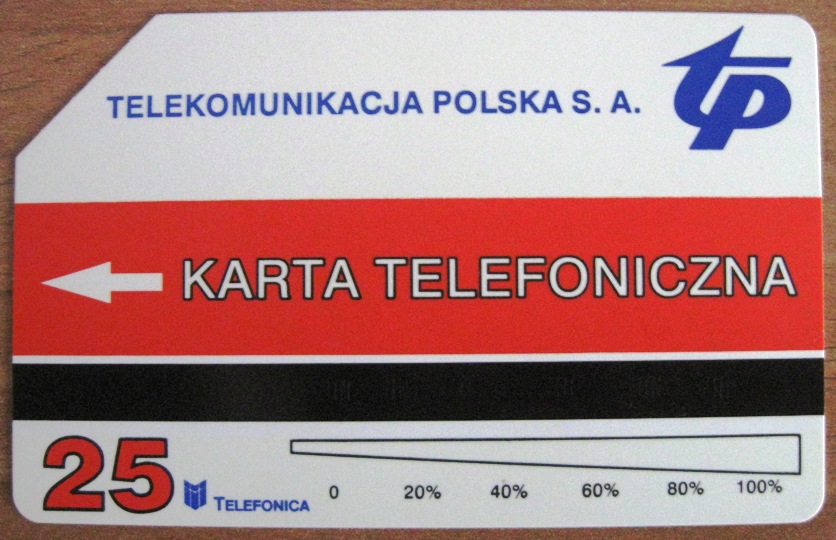 TELEKOMUNIKACJA POLSKA S. A.
tp
KARTA TELEFONICZNA
25
TELEFONICA
0 20% 40% 60% 80% 100%